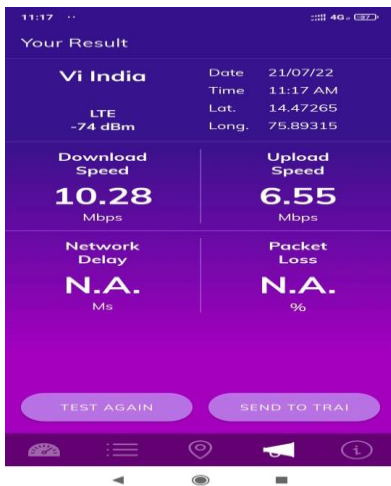 11:17 ··
4G 37
Your Result
Vi India
LTE
-74 dBm
Date 21/07/22
Time 11:17 AM
Lat. 14.47265
Long. 75.89315
Download
Speed
10.28
Mbps
Upload
Speed
6.55
Mbps
Network
Delay
N.A.
Ms
Packet
Loss
N.A.
%
TEST AGAIN
SEND TO TRAI